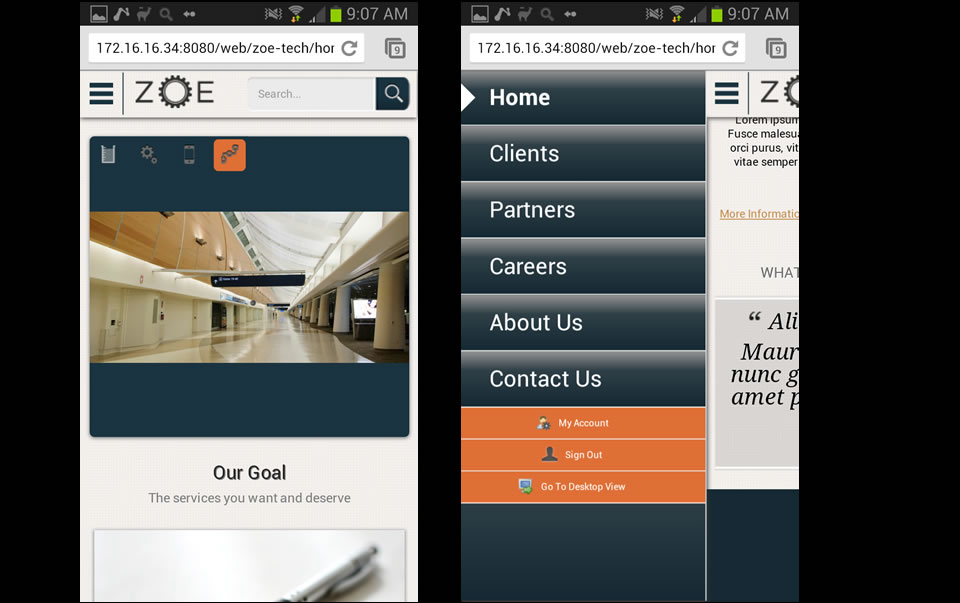 9:07 AM
172.16.16.34:8080/web/zoe-tech/hor
9
ZOE
Search...
Our Goal
The services you want and deserve
9:07 AM
172.16.16.34:8080/web/zoe-tech/hor
9
Home
Clients
Partners
Careers
About Us
Contact Us
My Account
Sign Out
Go To Desktop View
ZO
Lorem ipsum
Fusce malesua
orci purus, vit
vitae semper
More Informatio
WHAT
“ Ali
Maur
nunc g
amet p